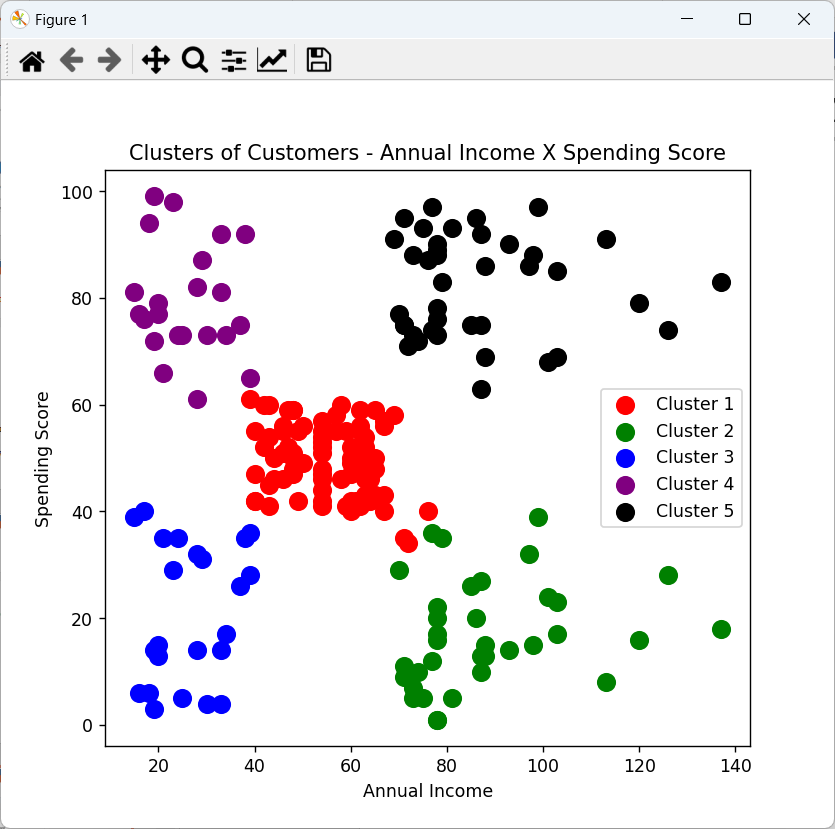 Figure 1
Clusters of Customers - Annual Income X Spending Score
100
80
60
40
20
0
Spending Score
Cluster 1
Cluster 2
Cluster 3
Cluster 4
Cluster 5
20 40 60 80 100 120 140
Annual Income